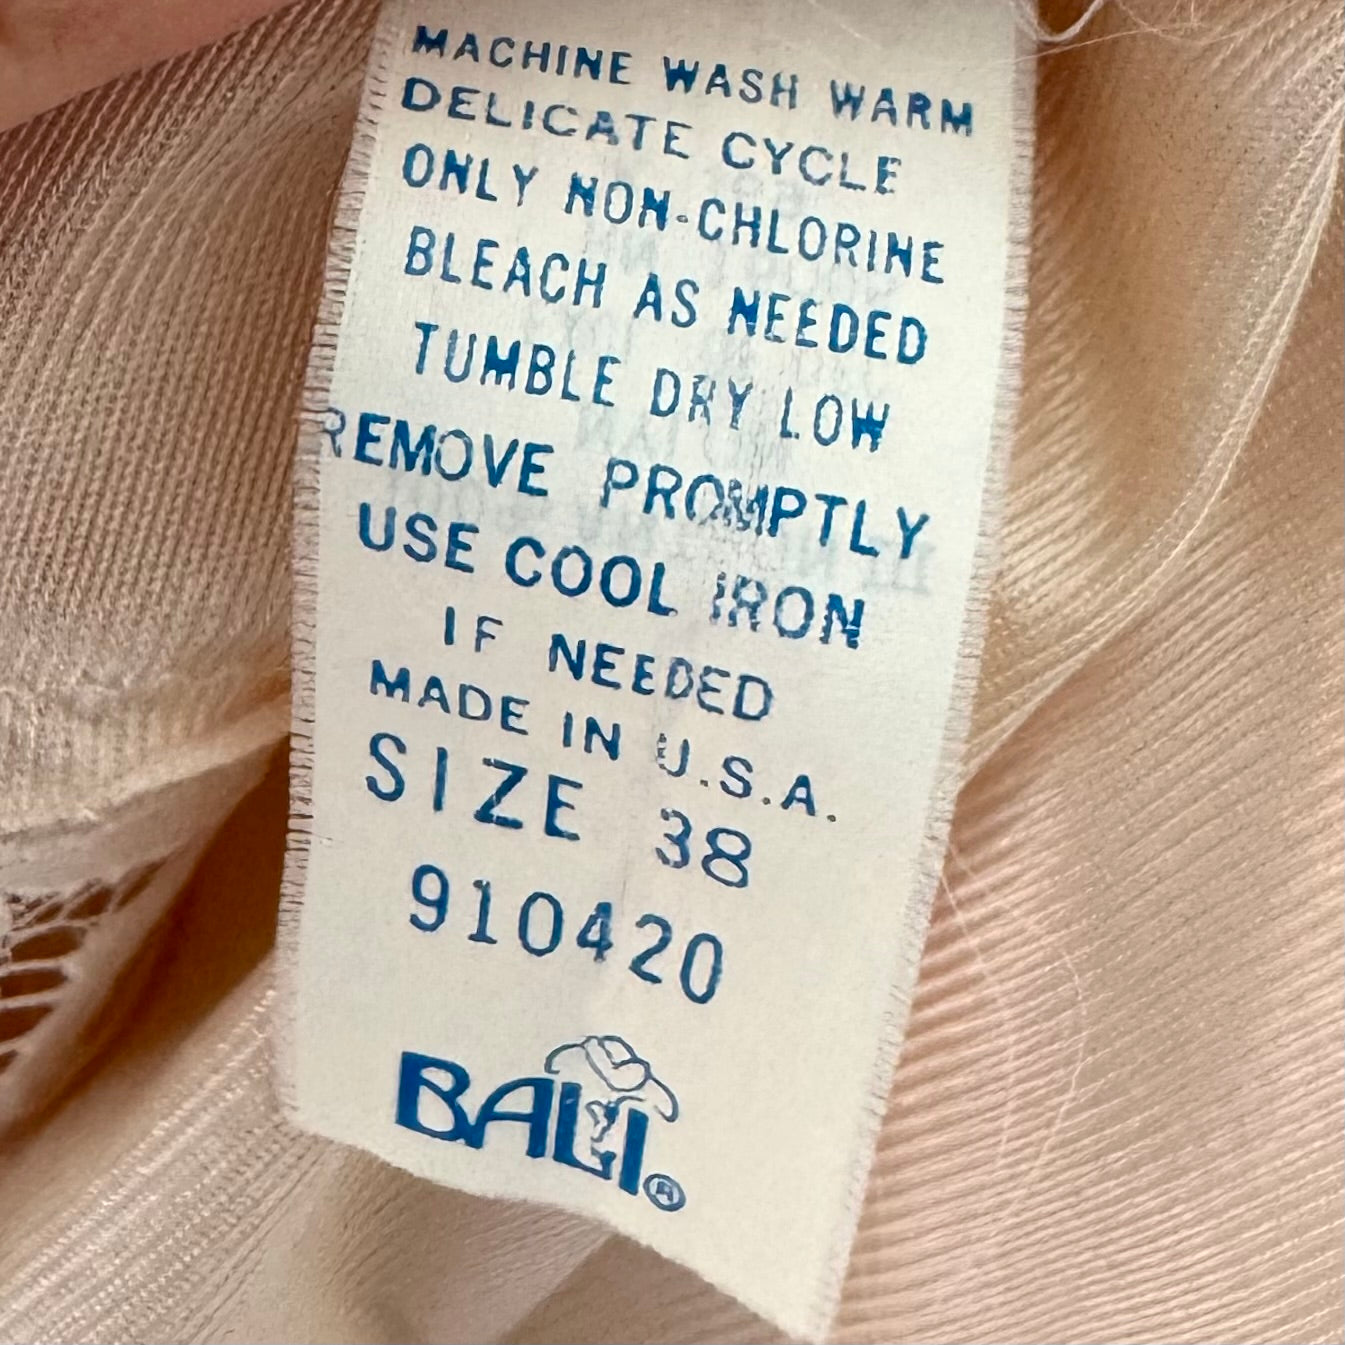 MACHINE WASH WARM
DELICATE CYCLE
ONLY NON-CHLORINE
BLEACH AS NEEDED
TUMBLE DRY LOW
REMOVE PROMPTLY
USE COOL IRON
IF NEEDED
MADE IN U.S.A.
SIZE 38
910420
BALI®